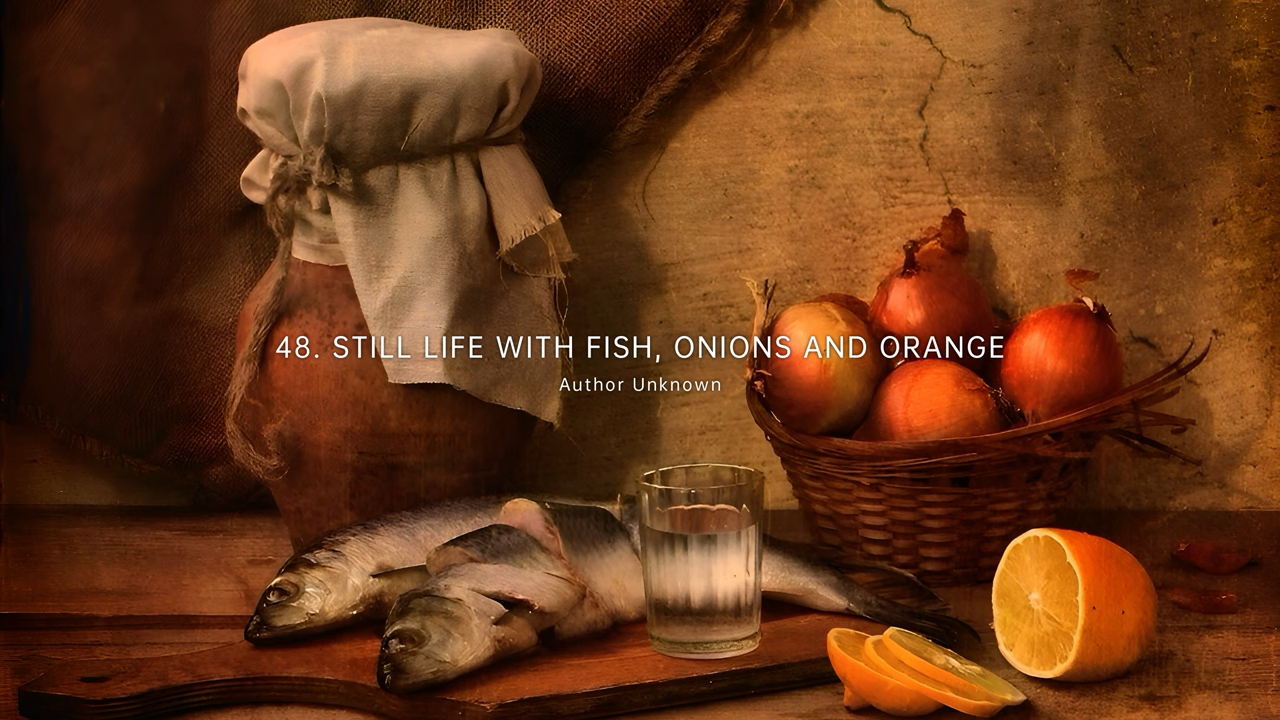 48. STILL LIFE WITH FISH, ONIONS AND ORANGE
Author Unknown